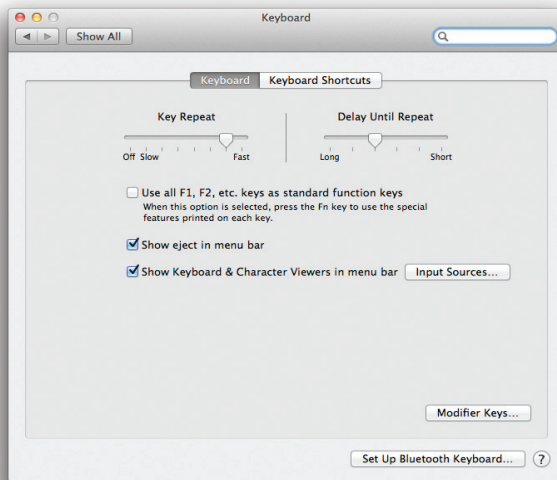 Keyboard
Show All
Keyboard Keyboard Shortcuts
Key Repeat Delay Until Repeat
Off Slow Fast Long Short
Use all F1, F2, etc. keys as standard function keys
When this option is selected, press the Fn key to use the special
features printed on each key.
Show eject in menu bar
Show Keyboard & Character Viewers in menu bar Input Sources...
Modifier Keys...
Set Up Bluetooth Keyboard... ?